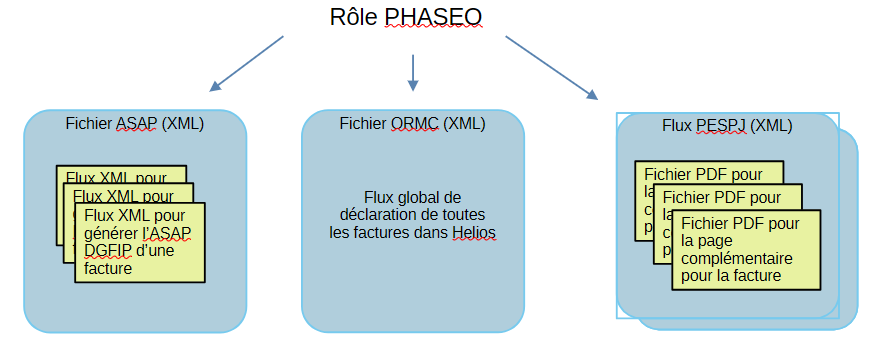 Rôle PHASEO
Fichier ASAP (XML)
Flux XML pour
Flux XML pour
Flux XML pour
générer l'ASAP
DGFIP d'une
facture
Fichier ORMC (XML)
Flux global de
déclaration de toutes
les factures dans Helios
Flux PESPJ (XML)
Fichier PDF pour
la
Fichier PDF pour
la
Fichier PDF pour
la page
complémentaire
pour la facture